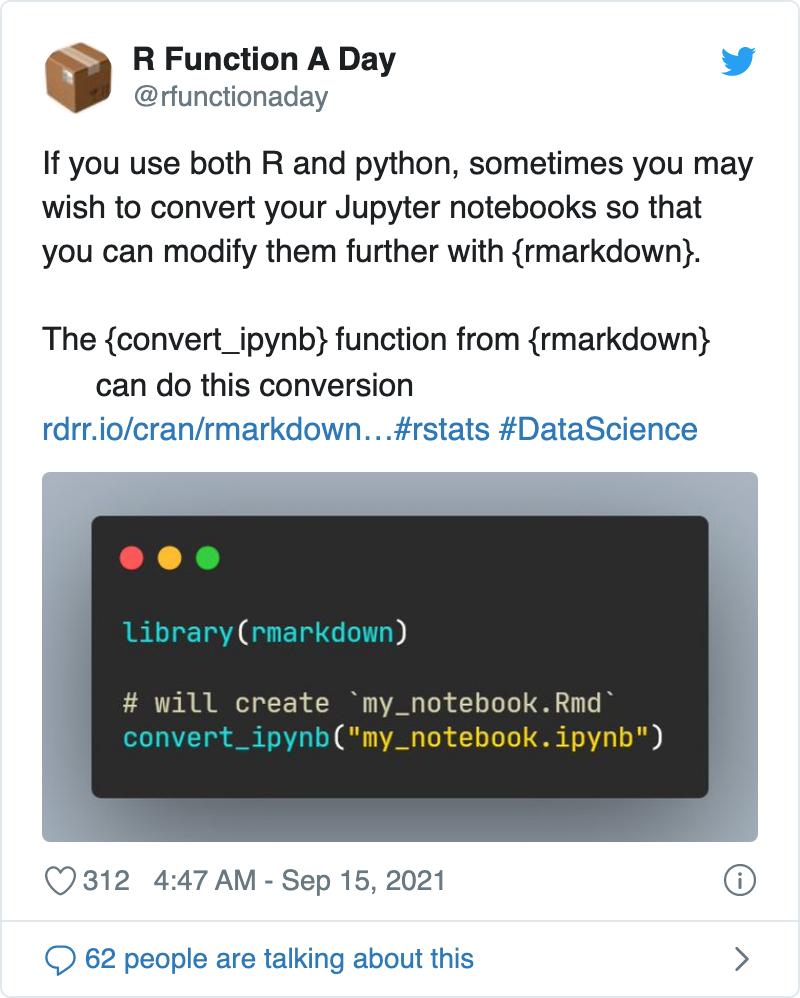 R Function A Day
@rfunctionaday
If you use both R and python, sometimes you may
wish to convert your Jupyter notebooks so that
you can modify them further with {rmarkdown}.
The {convert_ipynb} function from {rmarkdown}
can do this conversion
rdrr.io/cran/rmarkdown…#rstats #DataScience
library(rmarkdown)
# will create `my_notebook.Rmd`
convert_ipynb("my_notebook.ipynb")
312 4:47 AM - Sep 15, 2021
62 people are talking about this